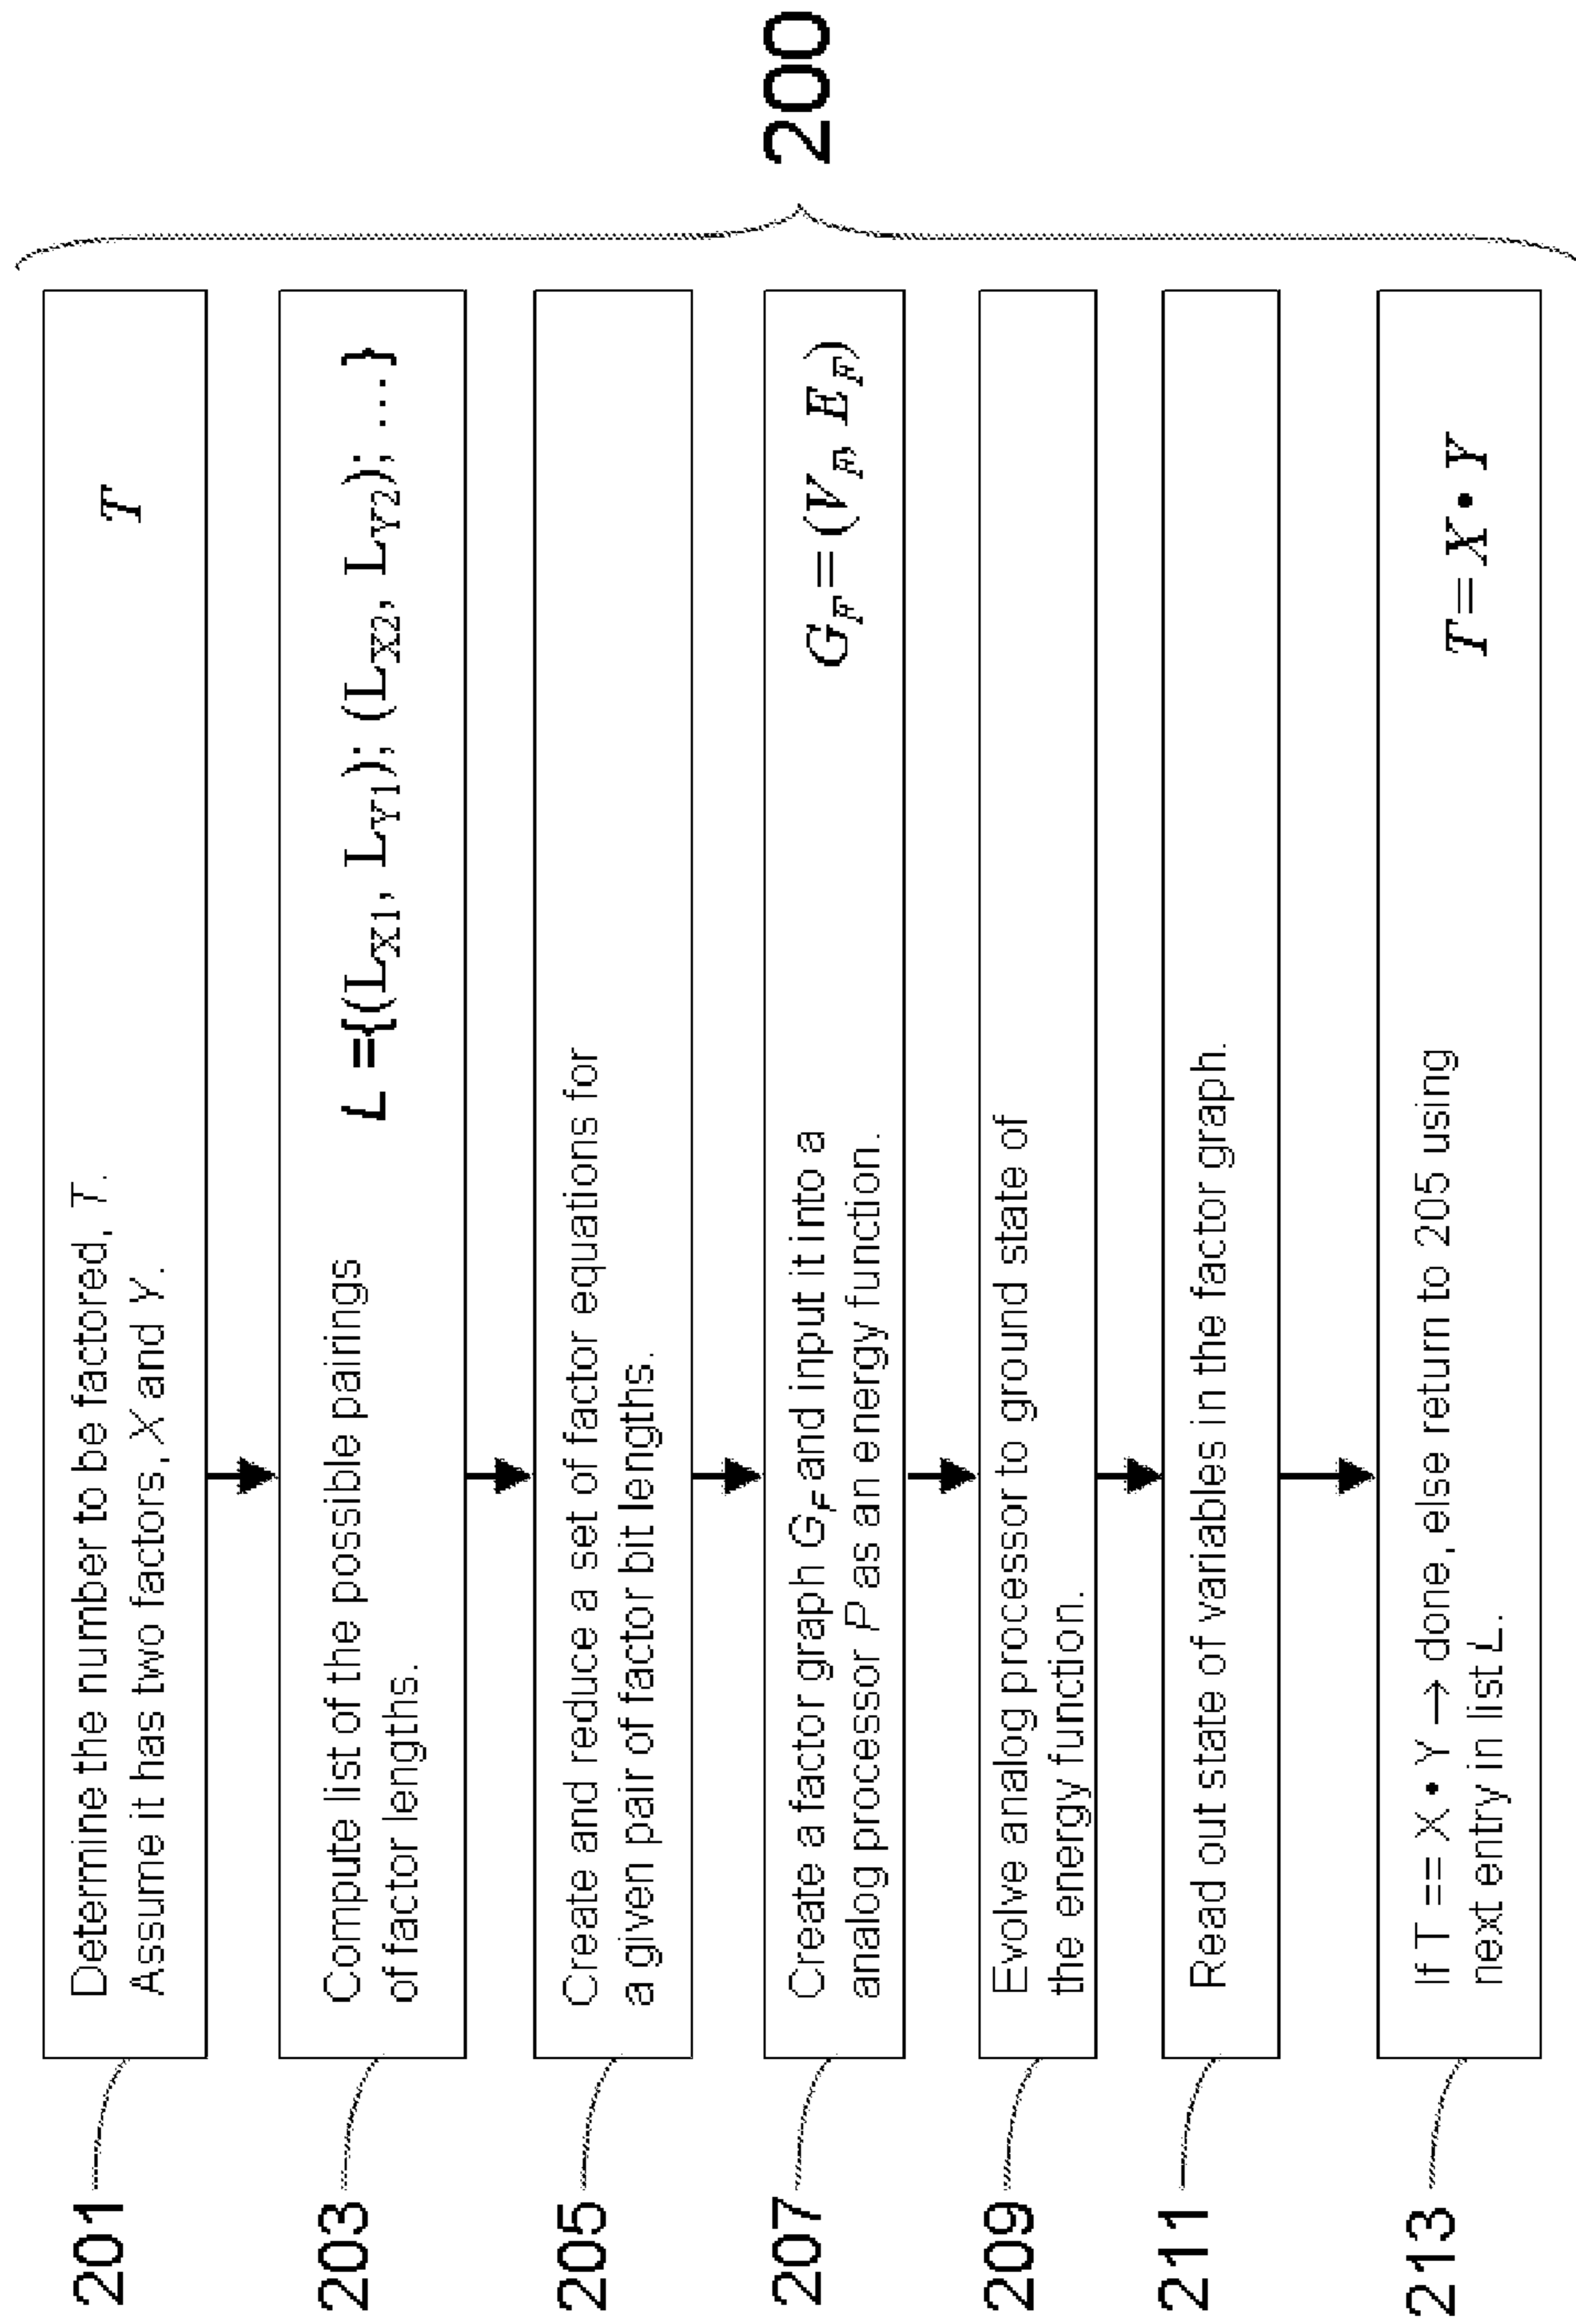 201
Determine the number to be factored, T.
Assume it has two factors, X and Y.
T
203
Compute list of the possible pairings
of factor lengths.
L ={(L_X1, L_Y1); (L_X2, L_Y2); ...}
205
Create and reduce a set of factor equations for
a given pair of factor bit lengths.
207
Create a factor graph G_F and input it into a
analog processor P as an energy function.
G_F=(V_F, E_F)
209
Evolve analog processor to ground state of
the energy function.
211
Read out state of variables in the factor graph.
213
If T == X • Y → done, else return to 205 using
next entry in list L.
T=X • Y
200